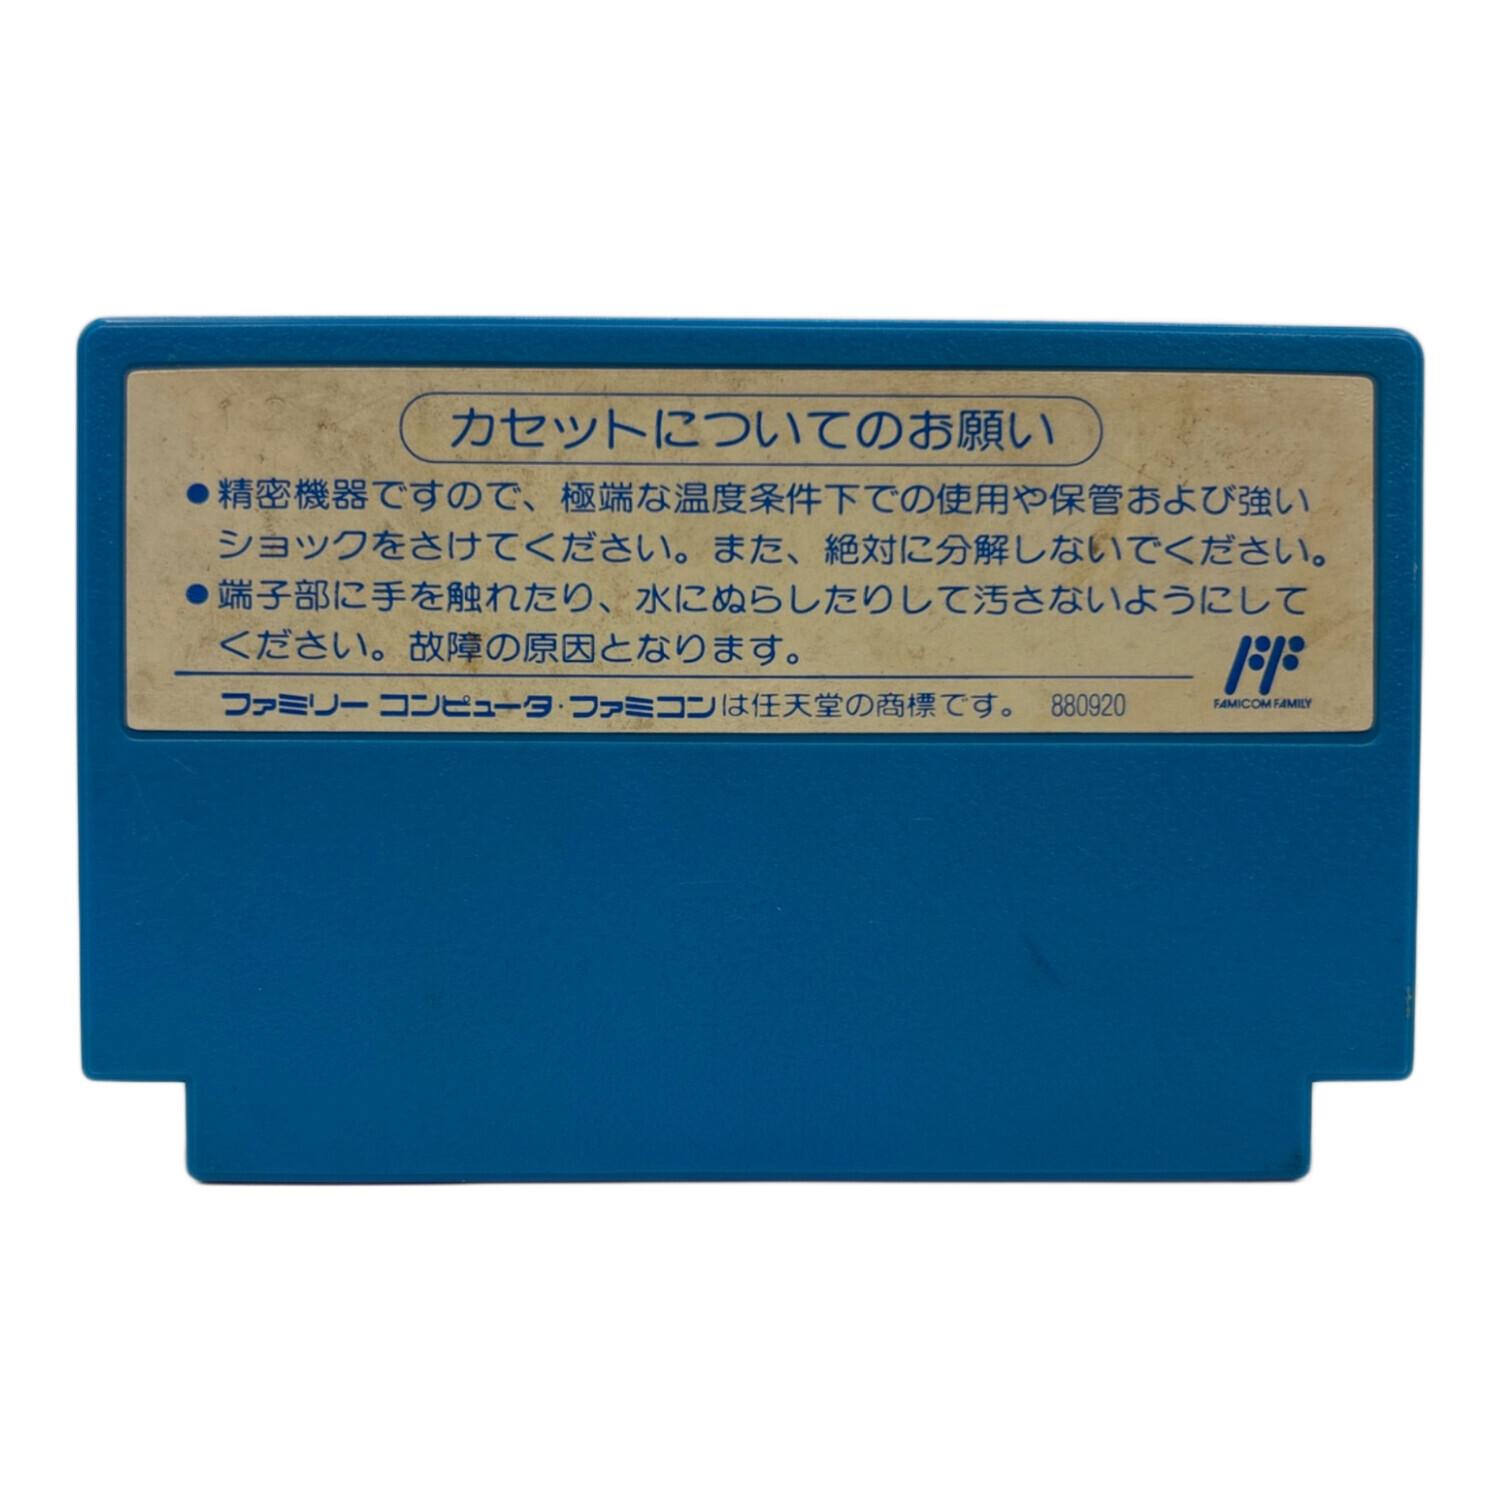 カセットについてのお願い
●精密機器ですので、極端な温度条件下での使用や保管および強い
ショックをさけてください。また、絶対に分解しないでください。
●端子部に手を触れたり、水にぬらしたりして汚さないようにして
ください。故障の原因となります。
ファミリーコンピュータ・ファミコンは任天堂の商標です。 880920
FAMICOM FAMILY